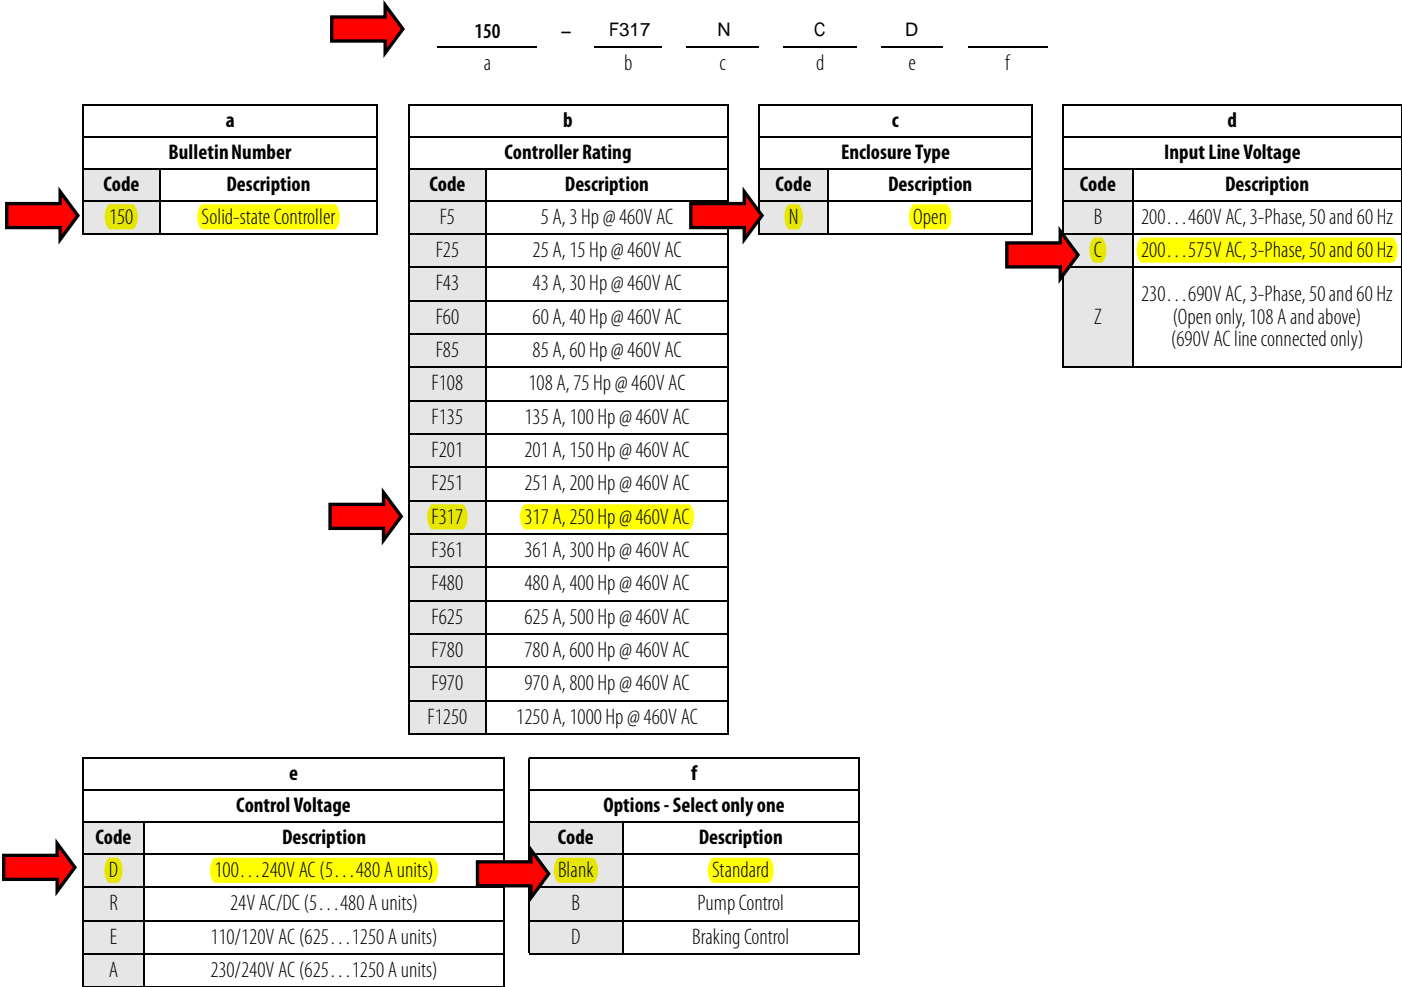 150 – F317 N C D
a b c d e f
a
Bulletin Number
Code Description
150 Solid-state Controller
b
Controller Rating
Code Description
F5 5 A, 3 Hp @ 460V AC
F25 25 A, 15 Hp @ 460V AC
F43 43 A, 30 Hp @ 460V AC
F60 60 A, 40 Hp @ 460V AC
F85 85 A, 60 Hp @ 460V AC
F108 108 A, 75 Hp @ 460V AC
F135 135 A, 100 Hp @ 460V AC
F201 201 A, 150 Hp @ 460V AC
F251 251 A, 200 Hp @ 460V AC
F317 317 A, 250 Hp @ 460V AC
F361 361 A, 300 Hp @ 460V AC
F480 480 A, 400 Hp @ 460V AC
F625 625 A, 500 Hp @ 460V AC
F780 780 A, 600 Hp @ 460V AC
F970 970 A, 800 Hp @ 460V AC
F1250 1250 A, 1000 Hp @ 460V AC
c
Enclosure Type
Code Description
N Open
d
Input Line Voltage
Code Description
B 200...460V AC, 3-Phase, 50 and 60 Hz
C 200...575V AC, 3-Phase, 50 and 60 Hz
Z 230...690V AC, 3-Phase, 50 and 60 Hz
(Open only, 108 A and above)
(690V AC line connected only)
e
Control Voltage
Code Description
D 100...240V AC (5...480 A units)
R 24V AC/DC (5...480 A units)
E 110/120V AC (625...1250 A units)
A 230/240V AC (625...1250 A units)
f
Options - Select only one
Code Description
Blank Standard
B Pump Control
D Braking Control